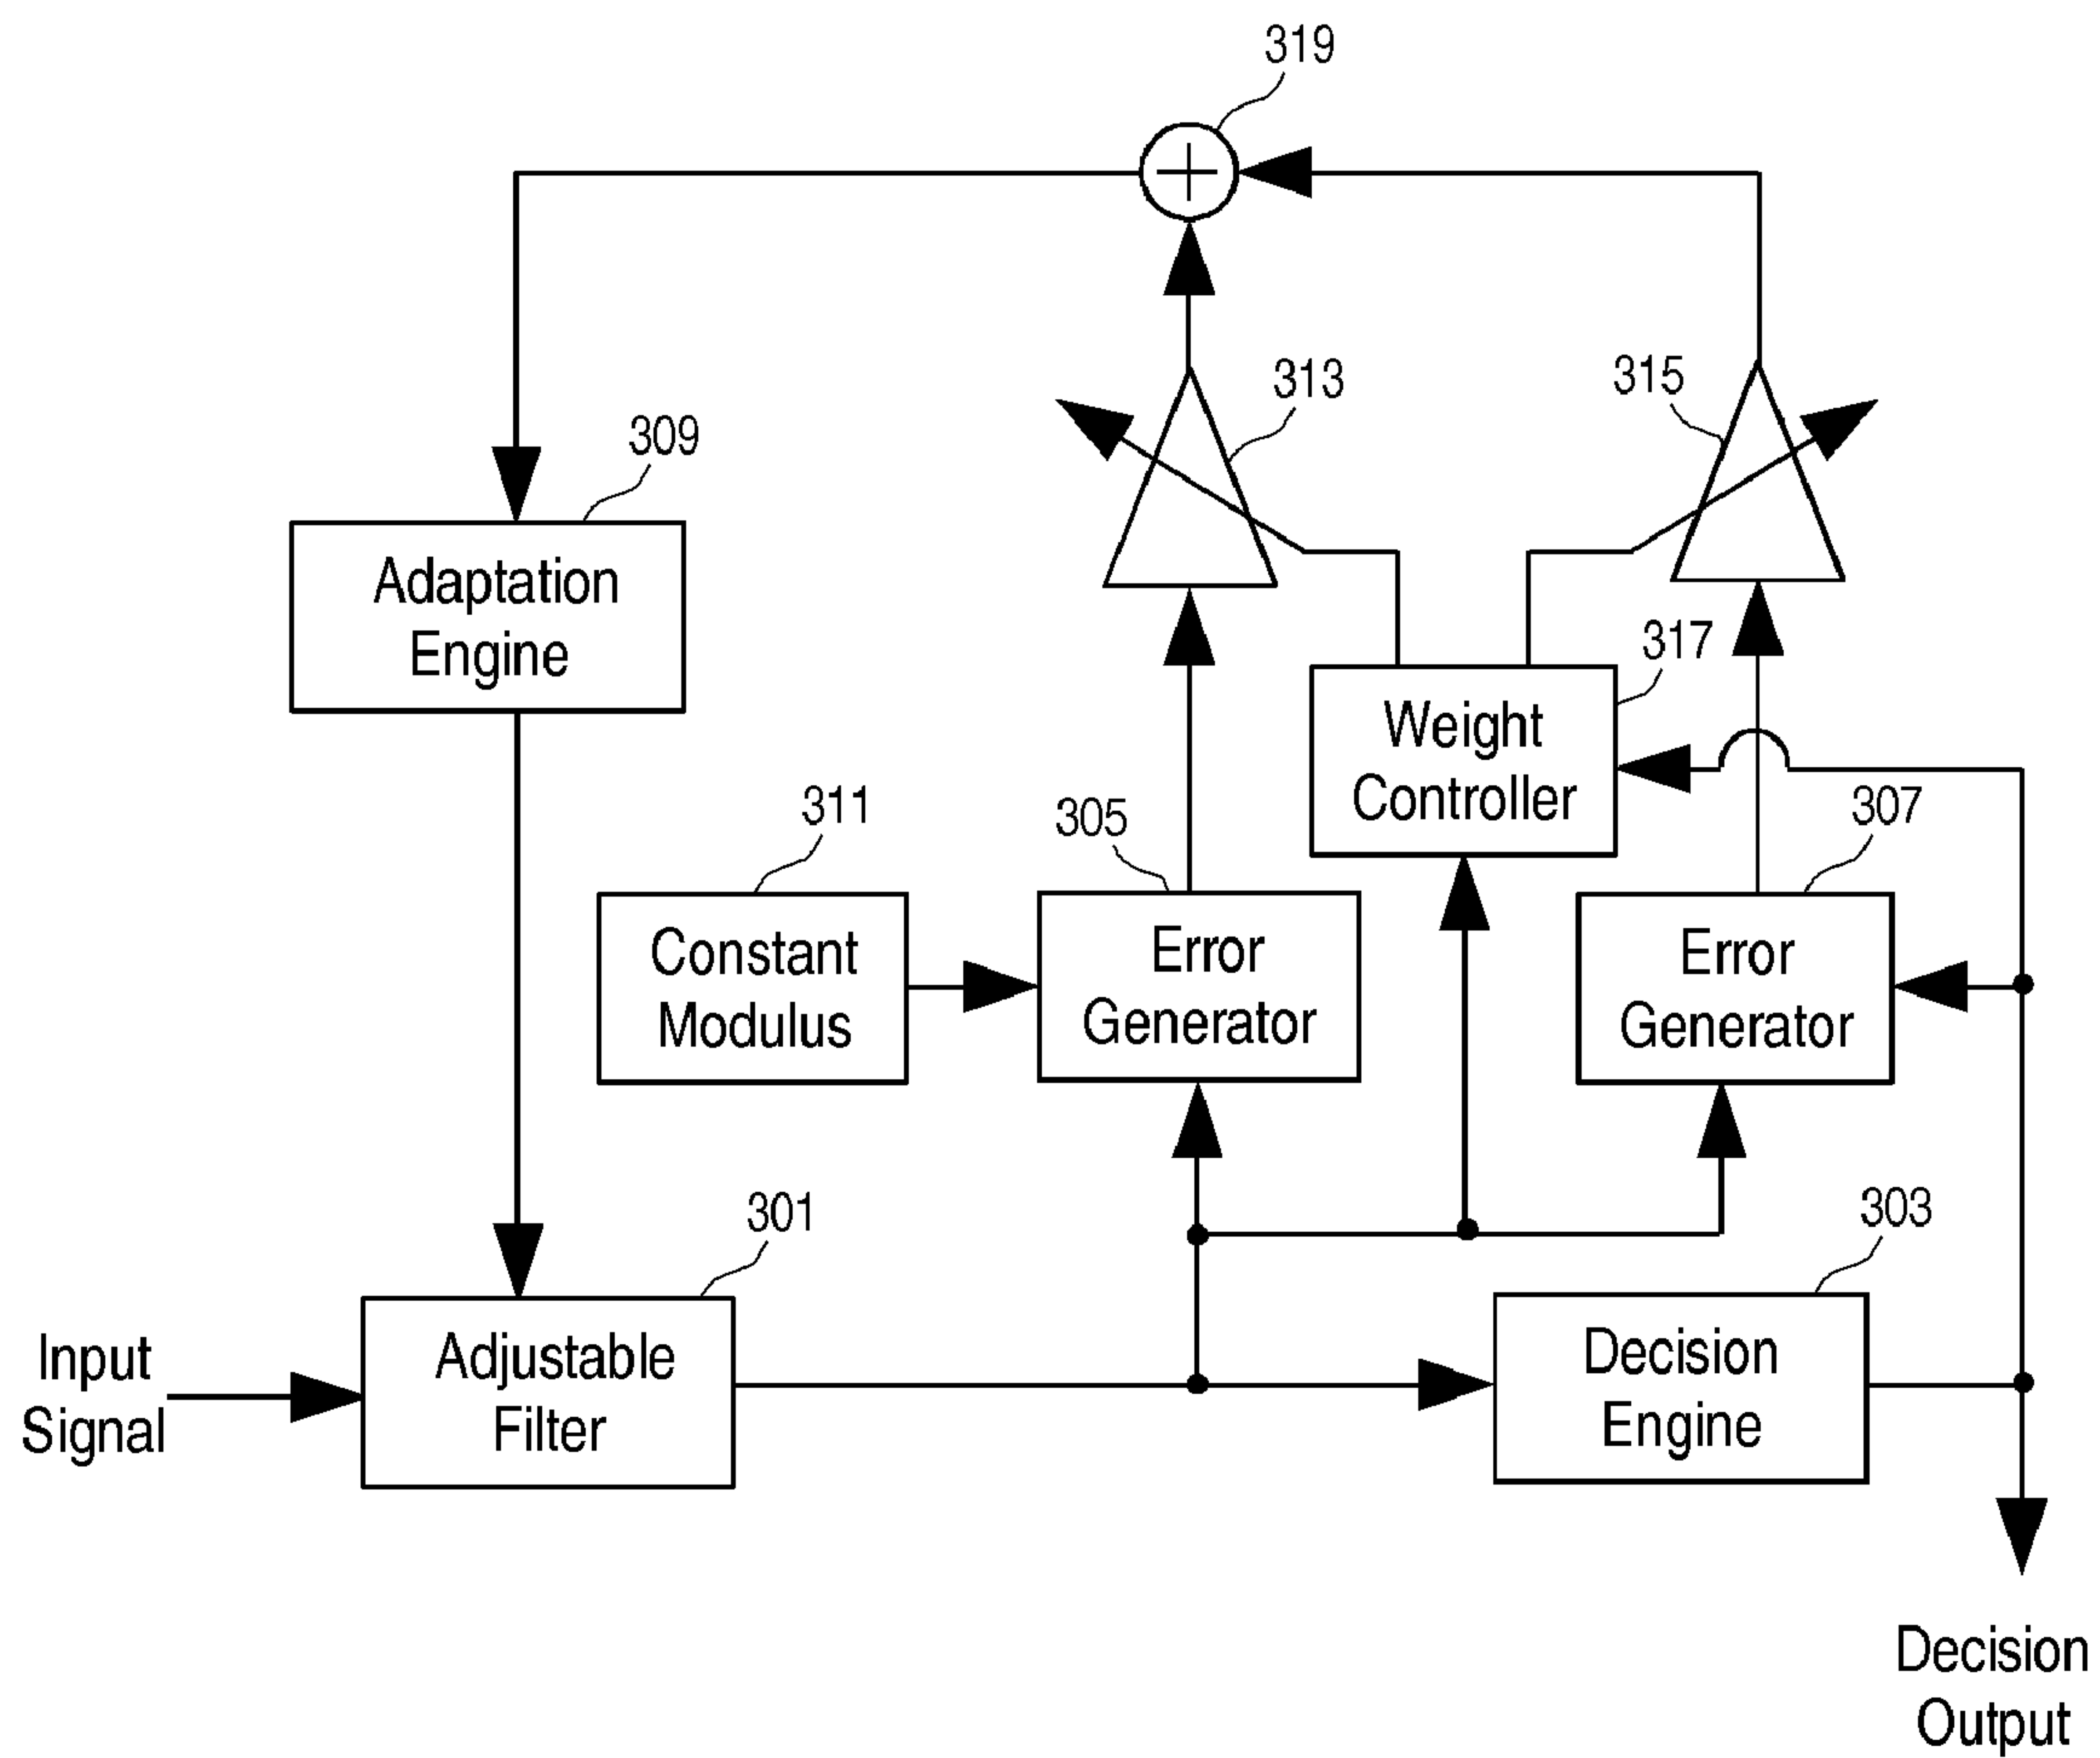 319
313
315
309
Adaptation
Engine
317
Weight
Controller
311
305
307
Constant
Modulus
Error
Generator
Error
Generator
301
303
Input
Signal
Adjustable
Filter
Decision
Engine
Decision
Output